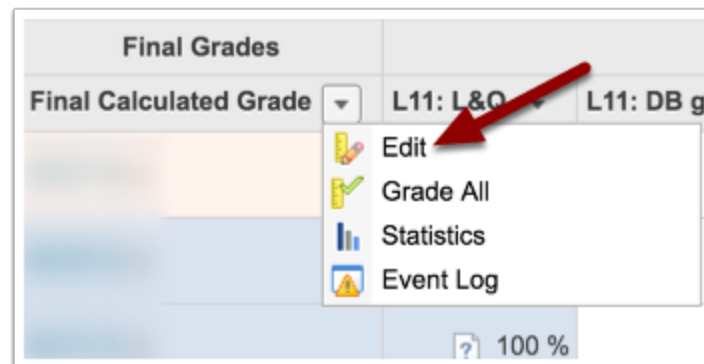 Final Grades
Final Calculated Grade L11: L&Q L11: DB g
Edit
Grade All
Statistics
Event Log
100 %